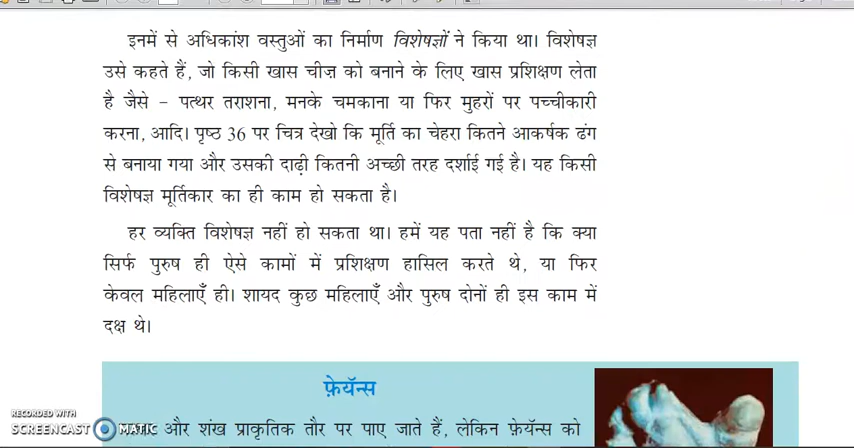 इनमें से अधिकांश वस्तुओं का निर्माण विशेषज्ञों ने किया था। विशेषज्ञ
उसे कहते हैं, जो किसी खास चीज़ को बनाने के लिए खास प्रशिक्षण लेता
है जैसे – पत्थर तराशना, मनके चमकाना या फिर मुहरों पर पच्चीकारी
करना, आदि। पृष्ठ 36 पर चित्र देखो कि मूर्ति का चेहरा कितने आकर्षक ढंग
से बनाया गया और उसकी दाढ़ी कितनी अच्छी तरह दर्शाई गई है। यह किसी
विशेषज्ञ मूर्तिकार का ही काम हो सकता है।
हर व्यक्ति विशेषज्ञ नहीं हो सकता था। हमें यह पता नहीं है कि क्या
सिर्फ पुरुष ही ऐसे कामों में प्रशिक्षण हासिल करते थे, या फिर
केवल महिलाएँ ही। शायद कुछ महिलाएँ और पुरुष दोनों ही इस काम में
दक्ष थे।
फ़ेयॅन्स
और शंख प्राकृतिक तौर पर पाए जाते हैं, लेकिन फ़ेयॅन्स को
RECORDED WITH
SCREENCAST MATIC